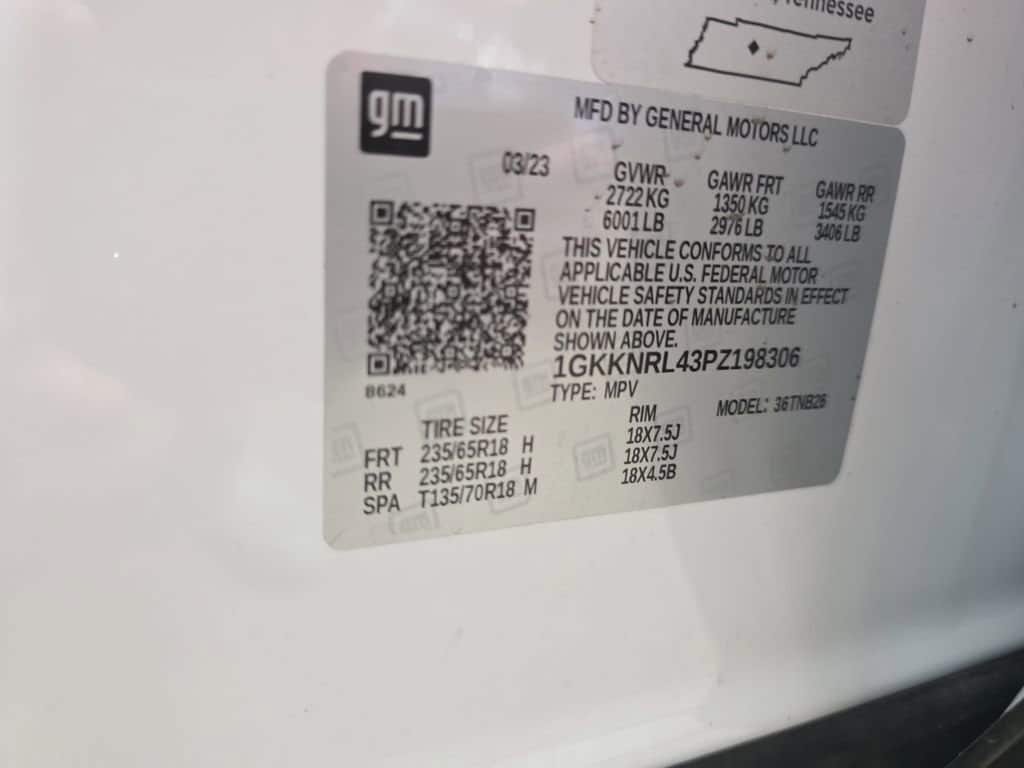 , Tennessee
gm
MFD BY GENERAL MOTORS LLC
03/23
GVWR GAWR FRT GAWR RR
2722 KG 1350 KG 1545 KG
6001 LB 2976 LB 3406 LB
THIS VEHICLE CONFORMS TO ALL
APPLICABLE U.S. FEDERAL MOTOR
VEHICLE SAFETY STANDARDS IN EFFECT
ON THE DATE OF MANUFACTURE
SHOWN ABOVE.
1GKKNRL43PZ198306
8624
TYPE: MPV MODEL: 36TNB26
TIRE SIZE RIM
FRT 235/65R18 H 18X7.5J
RR 235/65R18 H 18X7.5J
SPA T135/70R18 M 18X4.5B